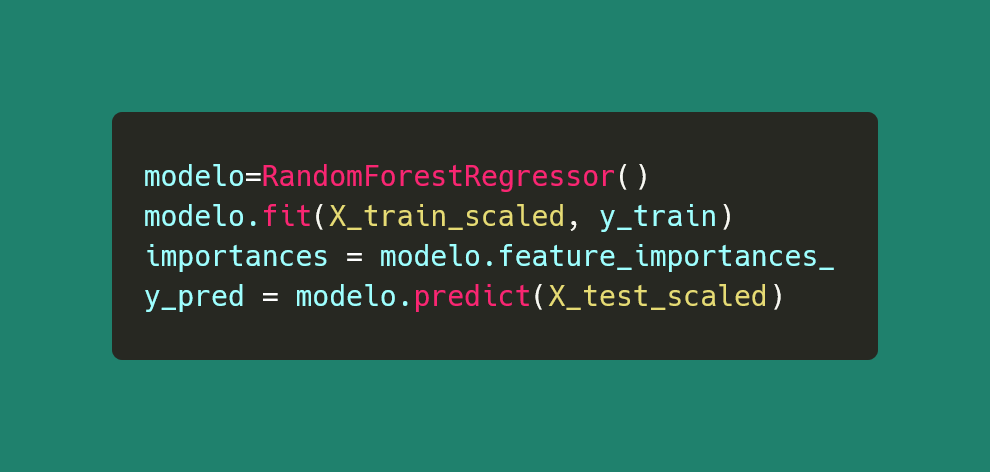 modelo=RandomForestRegressor()
modelo.fit(X_train_scaled, y_train)
importances = modelo.feature_importances_
y_pred = modelo.predict(X_test_scaled)